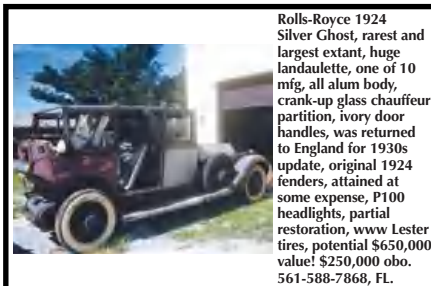 Rolls-Royce 1924
Silver Ghost, rarest and
largest extant, huge
landaulette, one of 10
mfg, all alum body,
crank-up glass chauffeur
partition, ivory door
handles, was returned
to England for 1930s
update, original 1924
fenders, attained at
some expense, P100
headlights, partial
restoration, www Lester
tires, potential $650,000
value! $250,000 obo.
561-588-7868, FL.